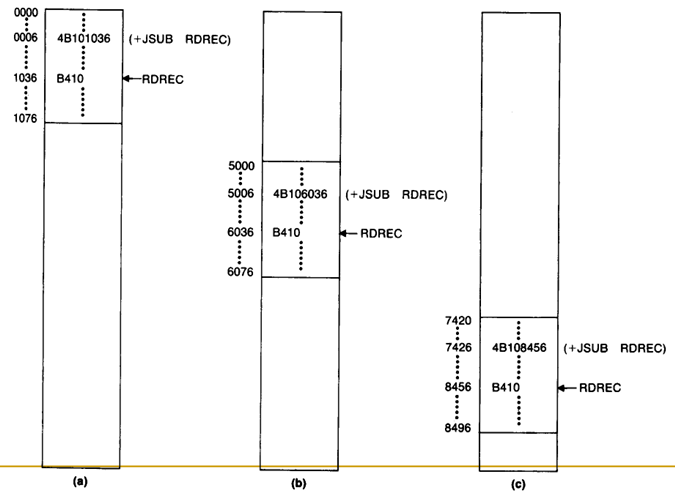 0000
0006 4B101036 (+JSUB RDREC)
1036 B410 RDREC
1076
(a)
5000
5006 4B106036 (+JSUB RDREC)
6036 B410 RDREC
6076
(b)
7420
7426 4B108456 (+JSUB RDREC)
8456 B410 RDREC
8496
(c)